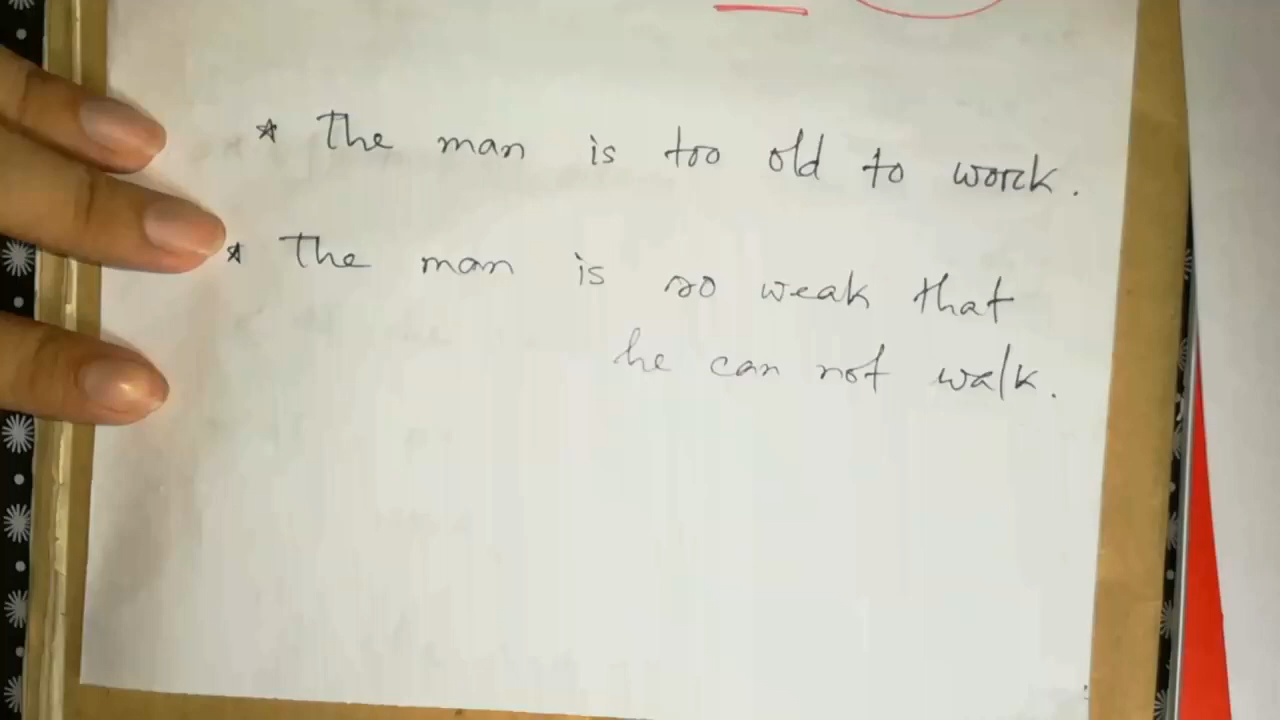 * The man is too old to work.
* The man is so weak that
he can not walk.